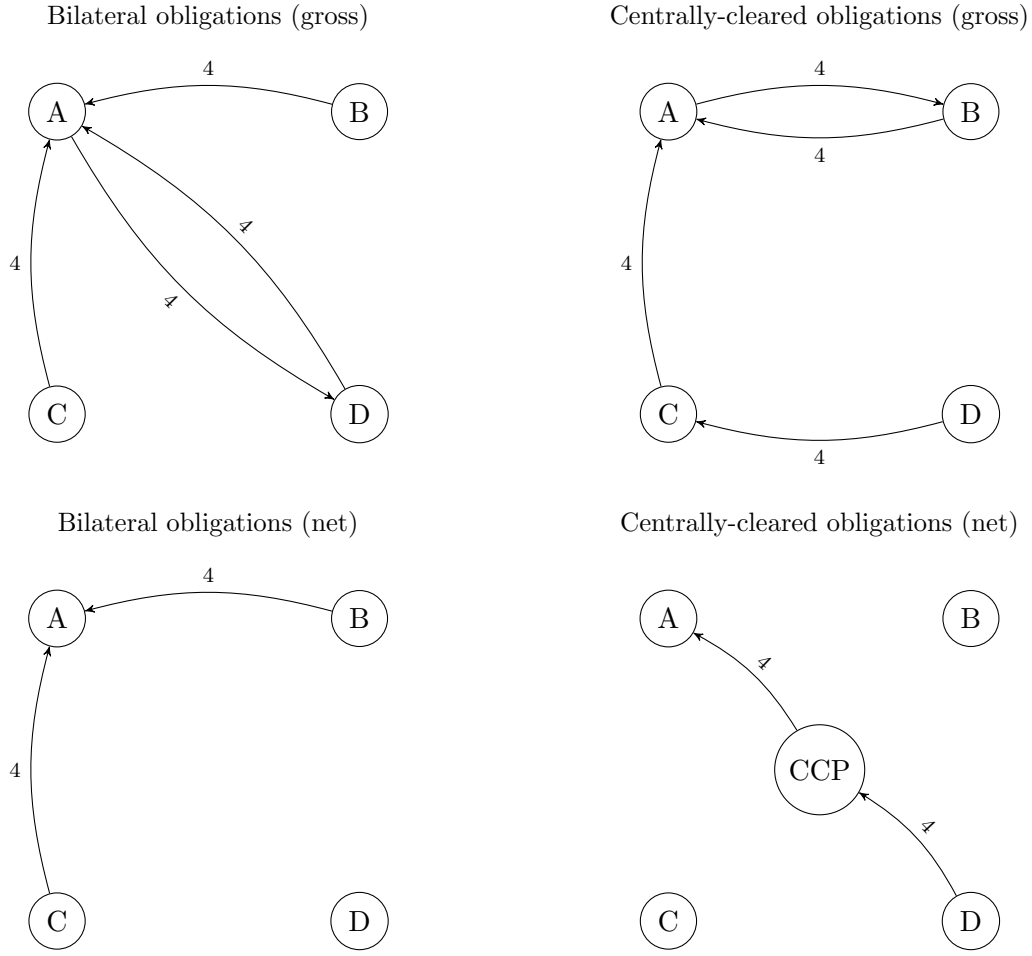 Bilateral obligations (gross)
A
B
C
D
4
4
4
4
Centrally-cleared obligations (gross)
A
B
C
D
4
4
4
4
Bilateral obligations (net)
A
B
C
D
4
4
Centrally-cleared obligations (net)
A
B
CCP
C
D
4
4